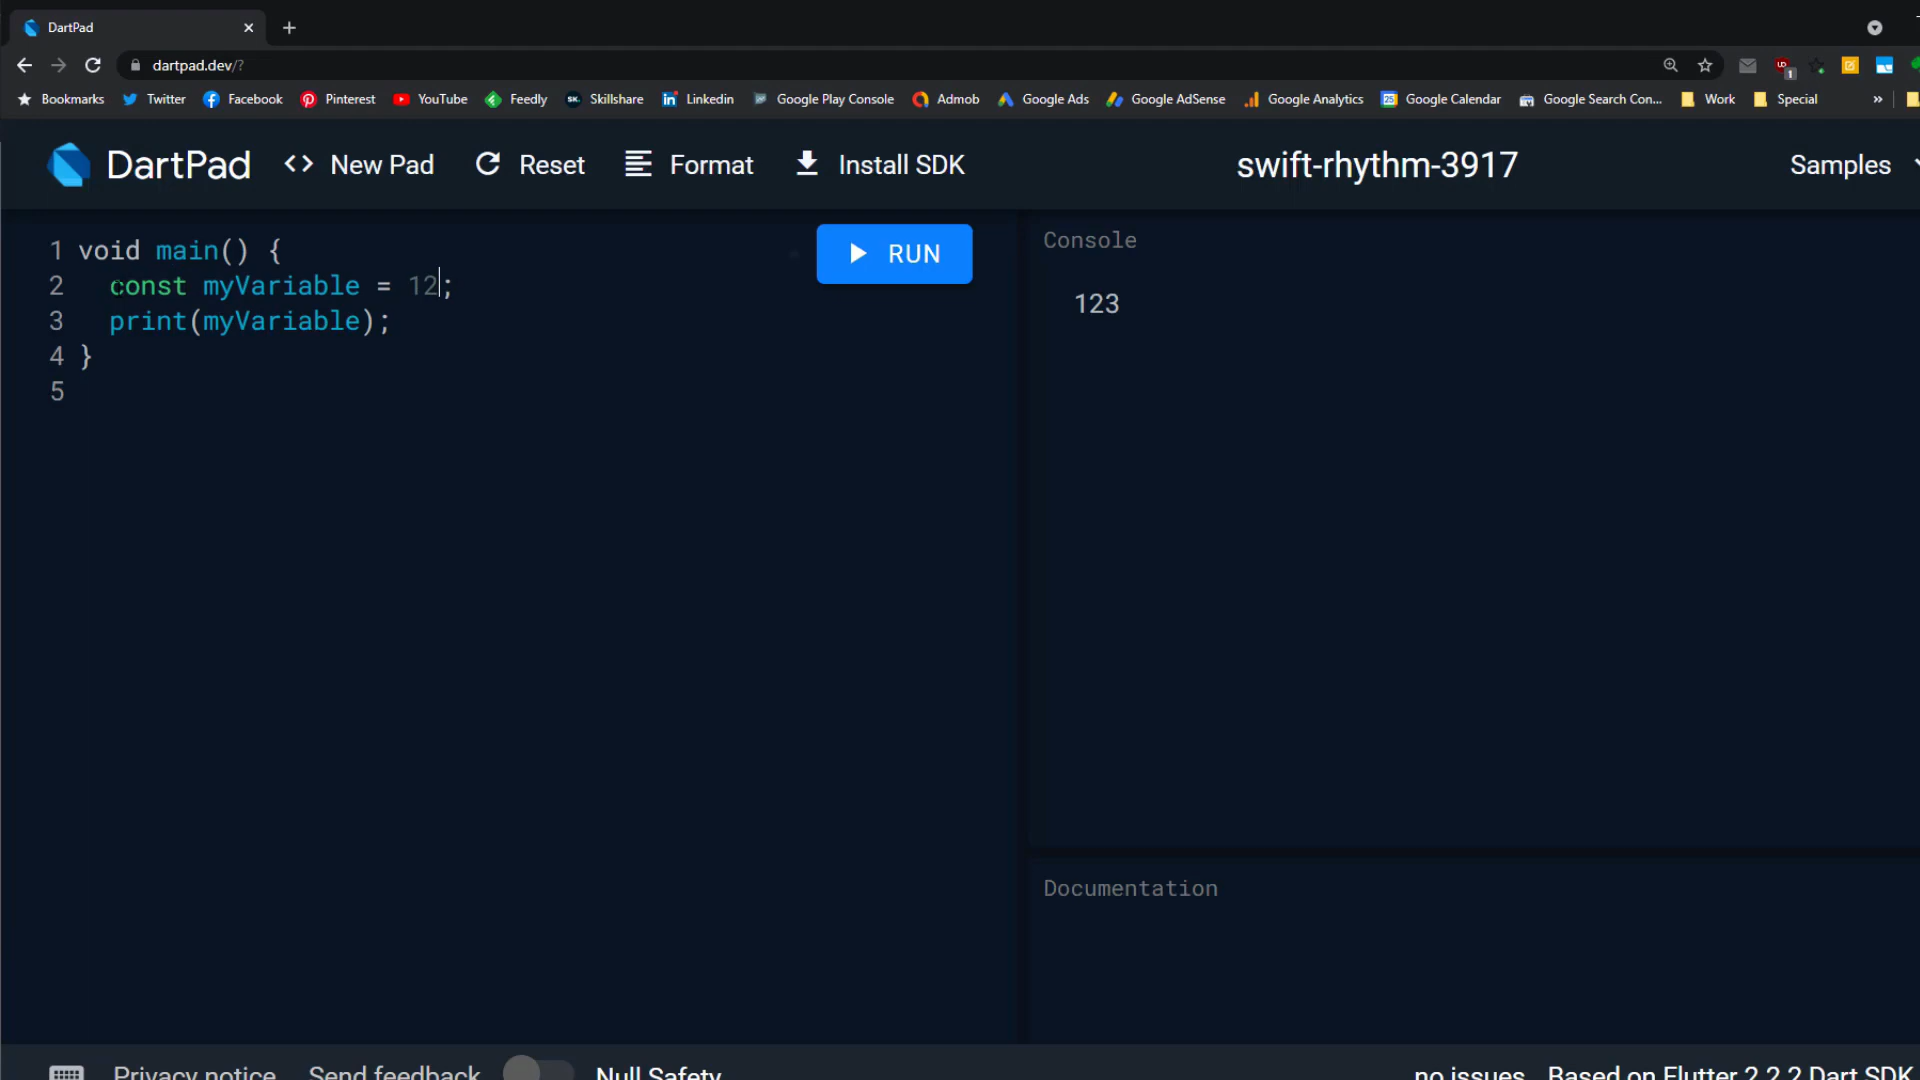 DartPad
dartpad.dev/?
Bookmarks Twitter Facebook Pinterest YouTube Feedly Skillshare Linkedin Google Play Console Admob Google Ads Google AdSense Google Analytics Google Calendar Google Search Con... Work Special »
DartPad <> New Pad Reset Format Install SDK swift-rhythm-3917 Samples
1 void main() {
2 const myVariable = 12;
3 print(myVariable);
4 }
5
RUN
Console
123
Documentation
Privacy notice Send feedback Null Safety no issues Based on Flutter 2.2.2 Dart SDK